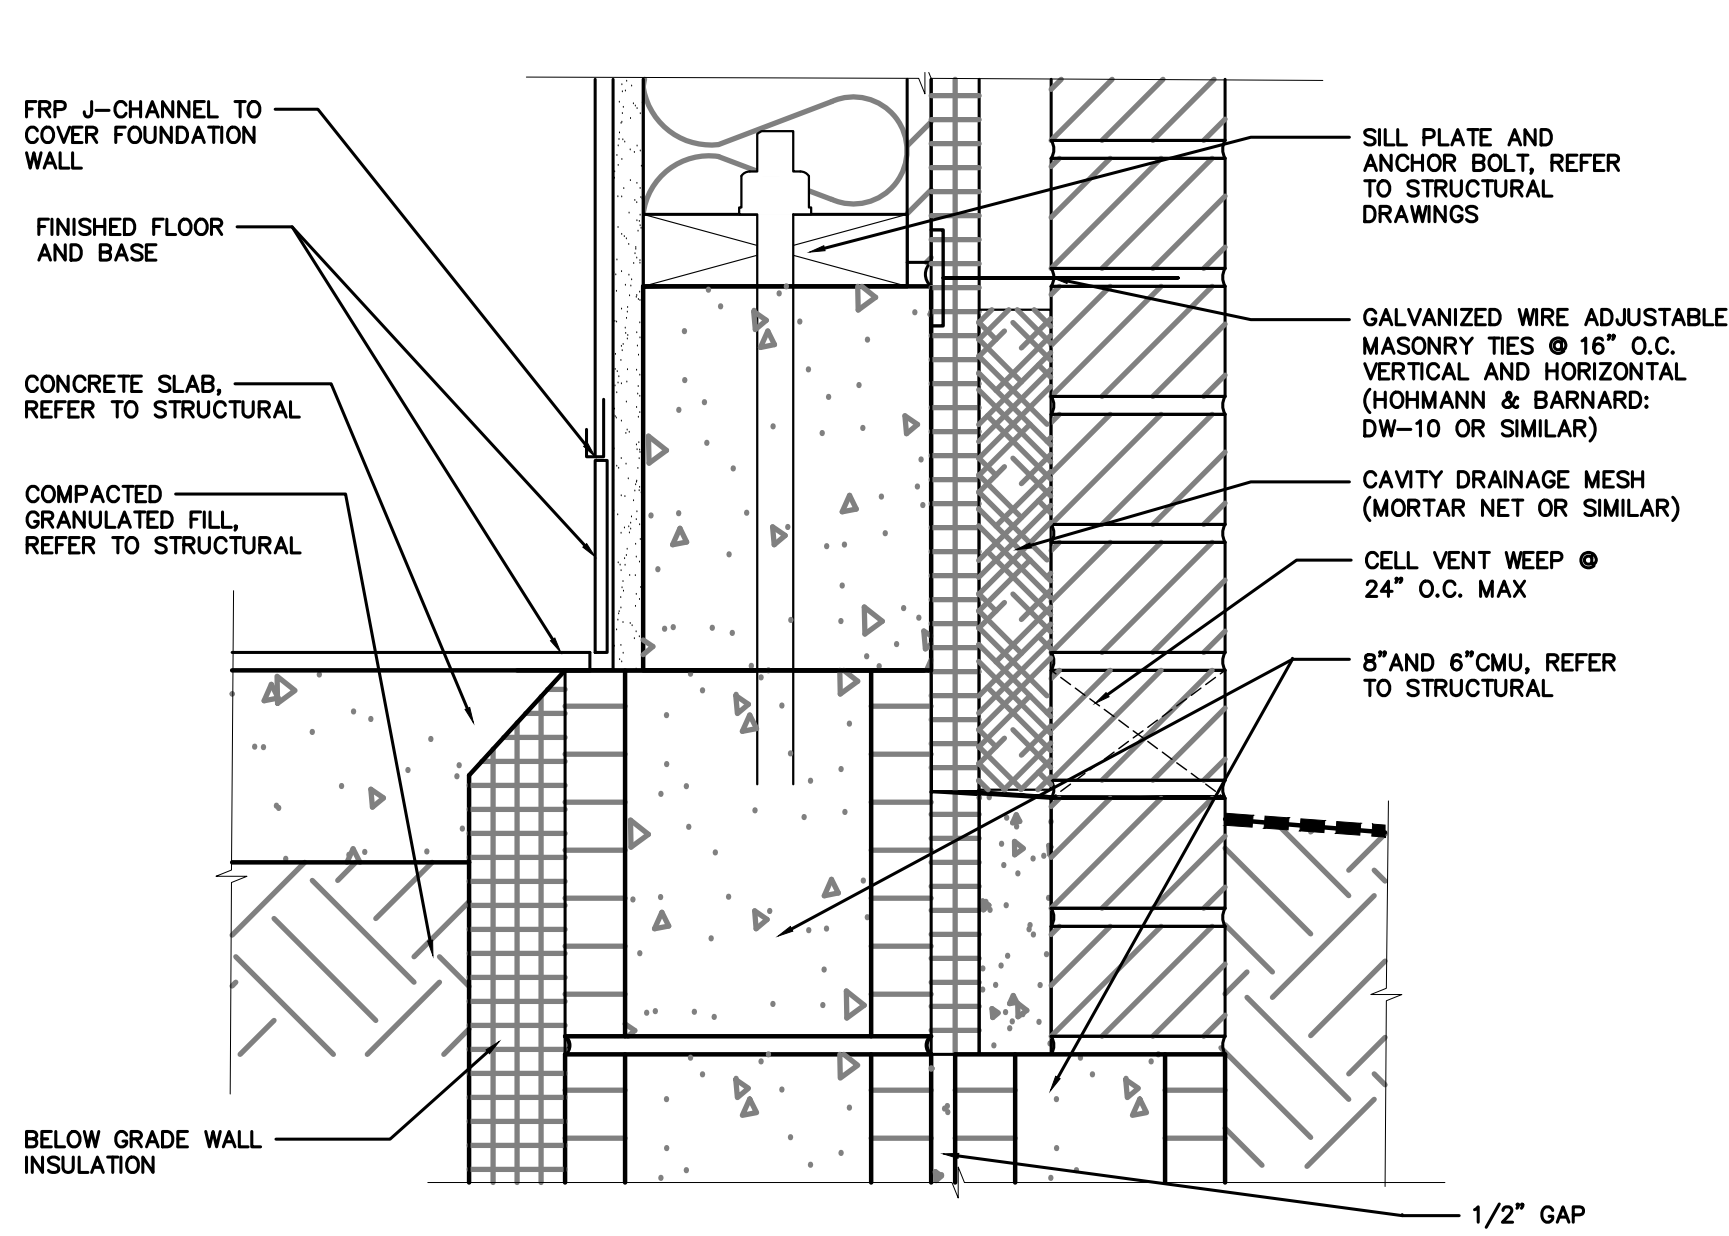 FRP J-CHANNEL TO
COVER FOUNDATION
WALL
FINISHED FLOOR
AND BASE
CONCRETE SLAB,
REFER TO STRUCTURAL
COMPACTED
GRANULATED FILL,
REFER TO STRUCTURAL
BELOW GRADE WALL
INSULATION
SILL PLATE AND
ANCHOR BOLT, REFER
TO STRUCTURAL
DRAWINGS
GALVANIZED WIRE ADJUSTABLE
MASONRY TIES @ 16" O.C.
VERTICAL AND HORIZONTAL
(HOHMANN & BARNARD:
DW-10 OR SIMILAR)
CAVITY DRAINAGE MESH
(MORTAR NET OR SIMILAR)
CELL VENT WEEP @
24" O.C. MAX
8"AND 6"CMU, REFER
TO STRUCTURAL
1/2" GAP